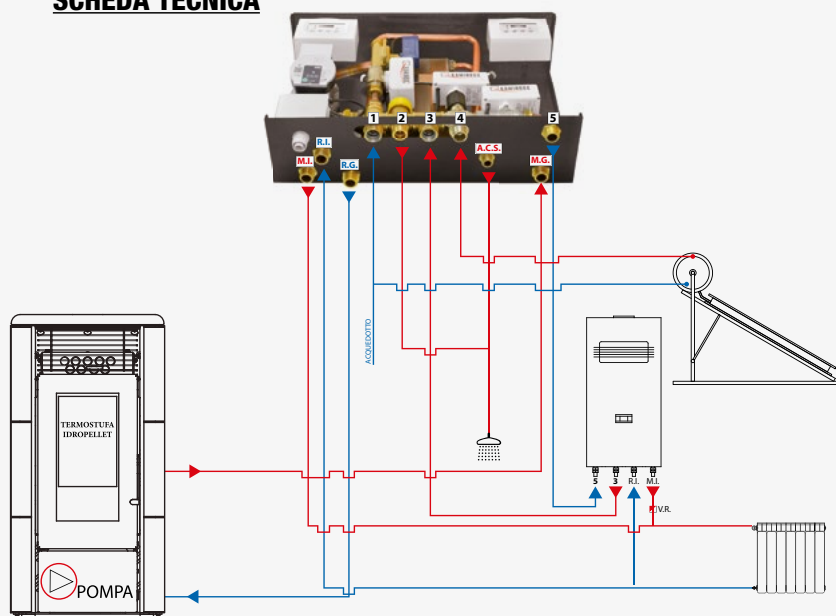 SCHEDA TECNICA
1 2 3 4 5
R.I. A.C.S.
M.I. R.G. M.G.
ACQUEDOTTO
TERMOSTUFA
IDROPELLET
5 3 R.I. M.I.
V.R.
POMPA